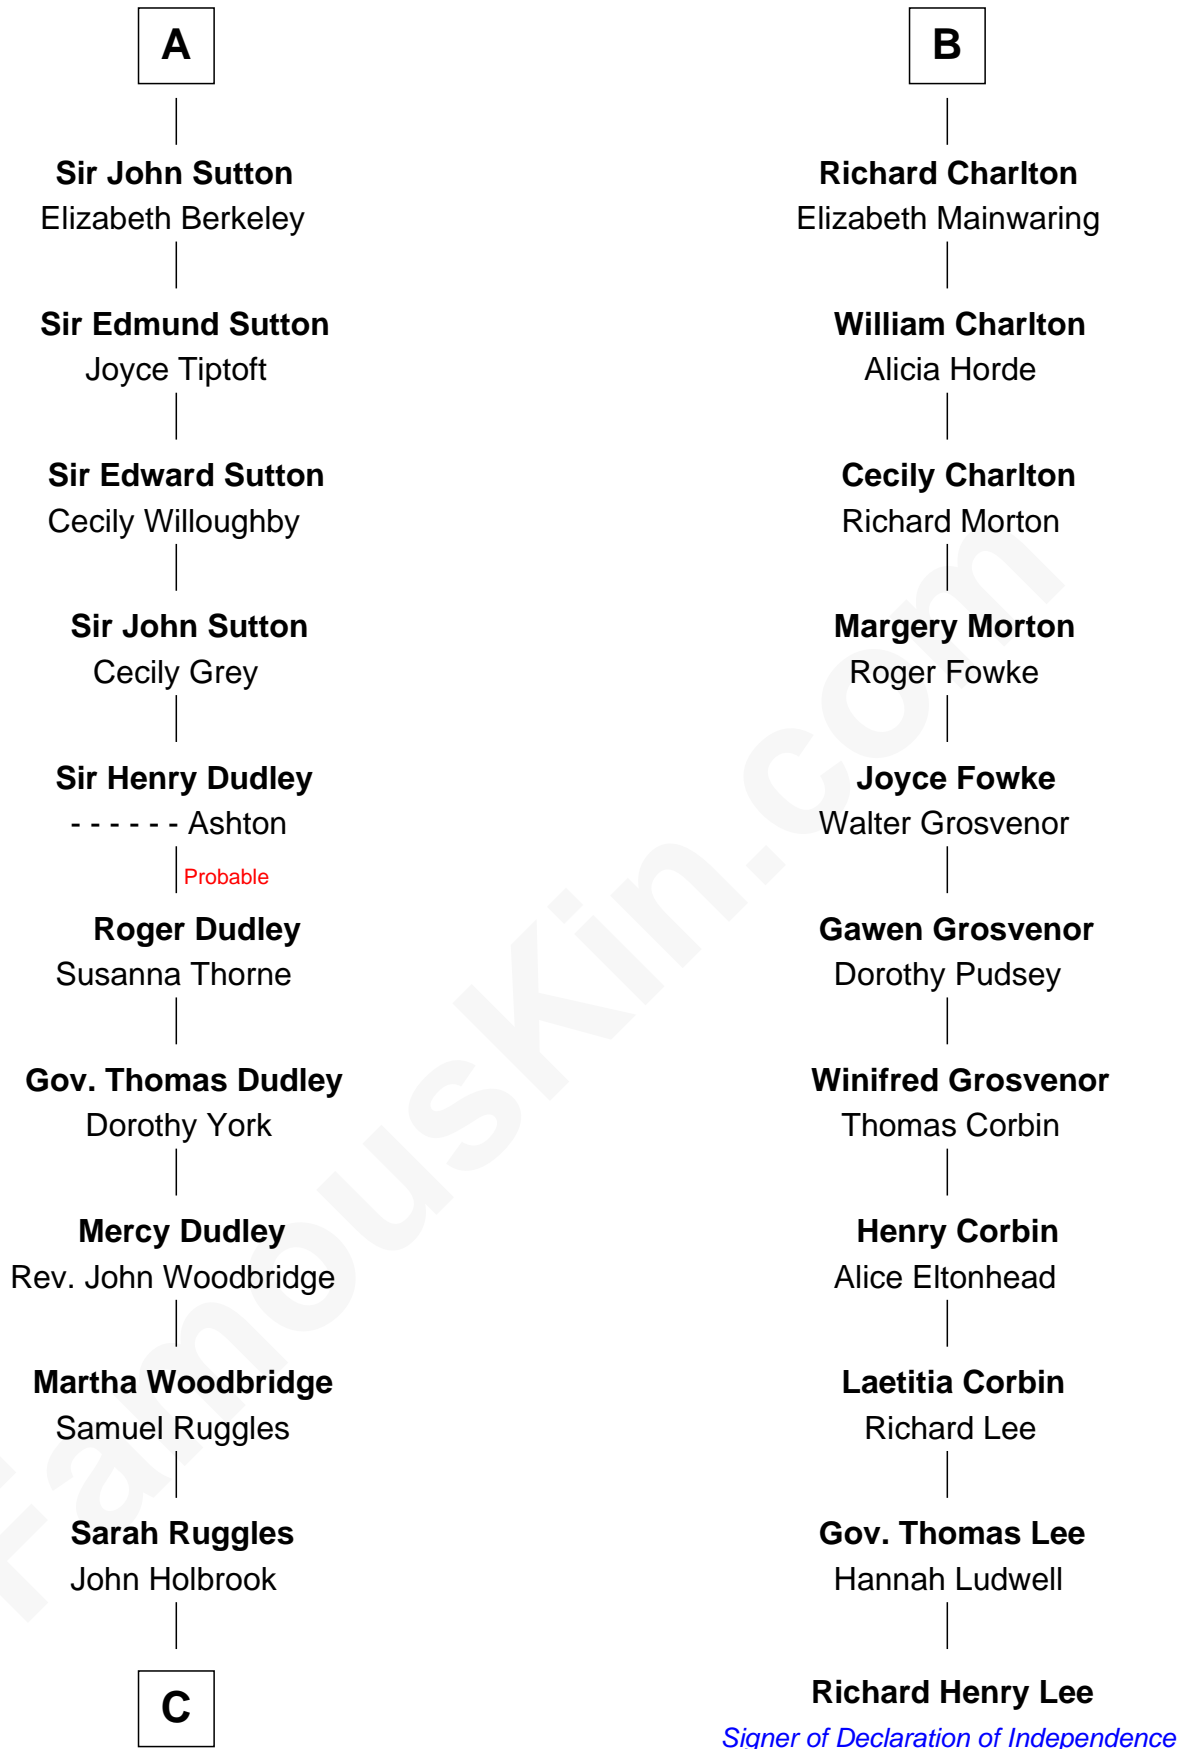 A
Sir John Sutton
Elizabeth Berkeley
Sir Edmund Sutton
Joyce Tiptoft
Sir Edward Sutton
Cecily Willoughby
Sir John Sutton
Cecily Grey
Sir Henry Dudley
- - - - - - Ashton
Probable
Roger Dudley
Susanna Thorne
Gov. Thomas Dudley
Dorothy York
Mercy Dudley
Rev. John Woodbridge
Martha Woodbridge
Samuel Ruggles
Sarah Ruggles
John Holbrook
C
B
Richard Charlton
Elizabeth Mainwaring
William Charlton
Alicia Horde
Cecily Charlton
Richard Morton
Margery Morton
Roger Fowke
Joyce Fowke
Walter Grosvenor
Gawen Grosvenor
Dorothy Pudsey
Winifred Grosvenor
Thomas Corbin
Henry Corbin
Alice Eltonhead
Laetitia Corbin
Richard Lee
Gov. Thomas Lee
Hannah Ludwell
Richard Henry Lee
Signer of Declaration of Independence
FamousKin.com